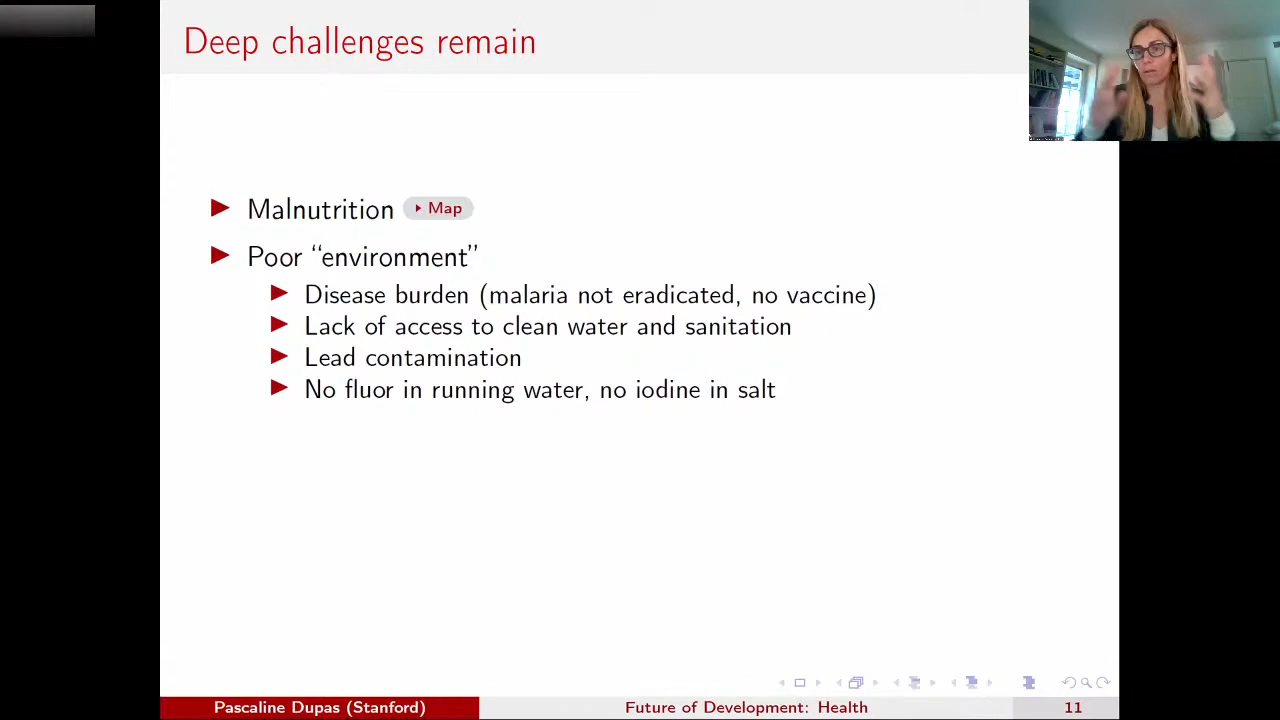 Deep challenges remain
Malnutrition Map
Poor “environment”
Disease burden (malaria not eradicated, no vaccine)
Lack of access to clean water and sanitation
Lead contamination
No fluor in running water, no iodine in salt
Pascaline Dupas (Stanford) Future of Development: Health 11